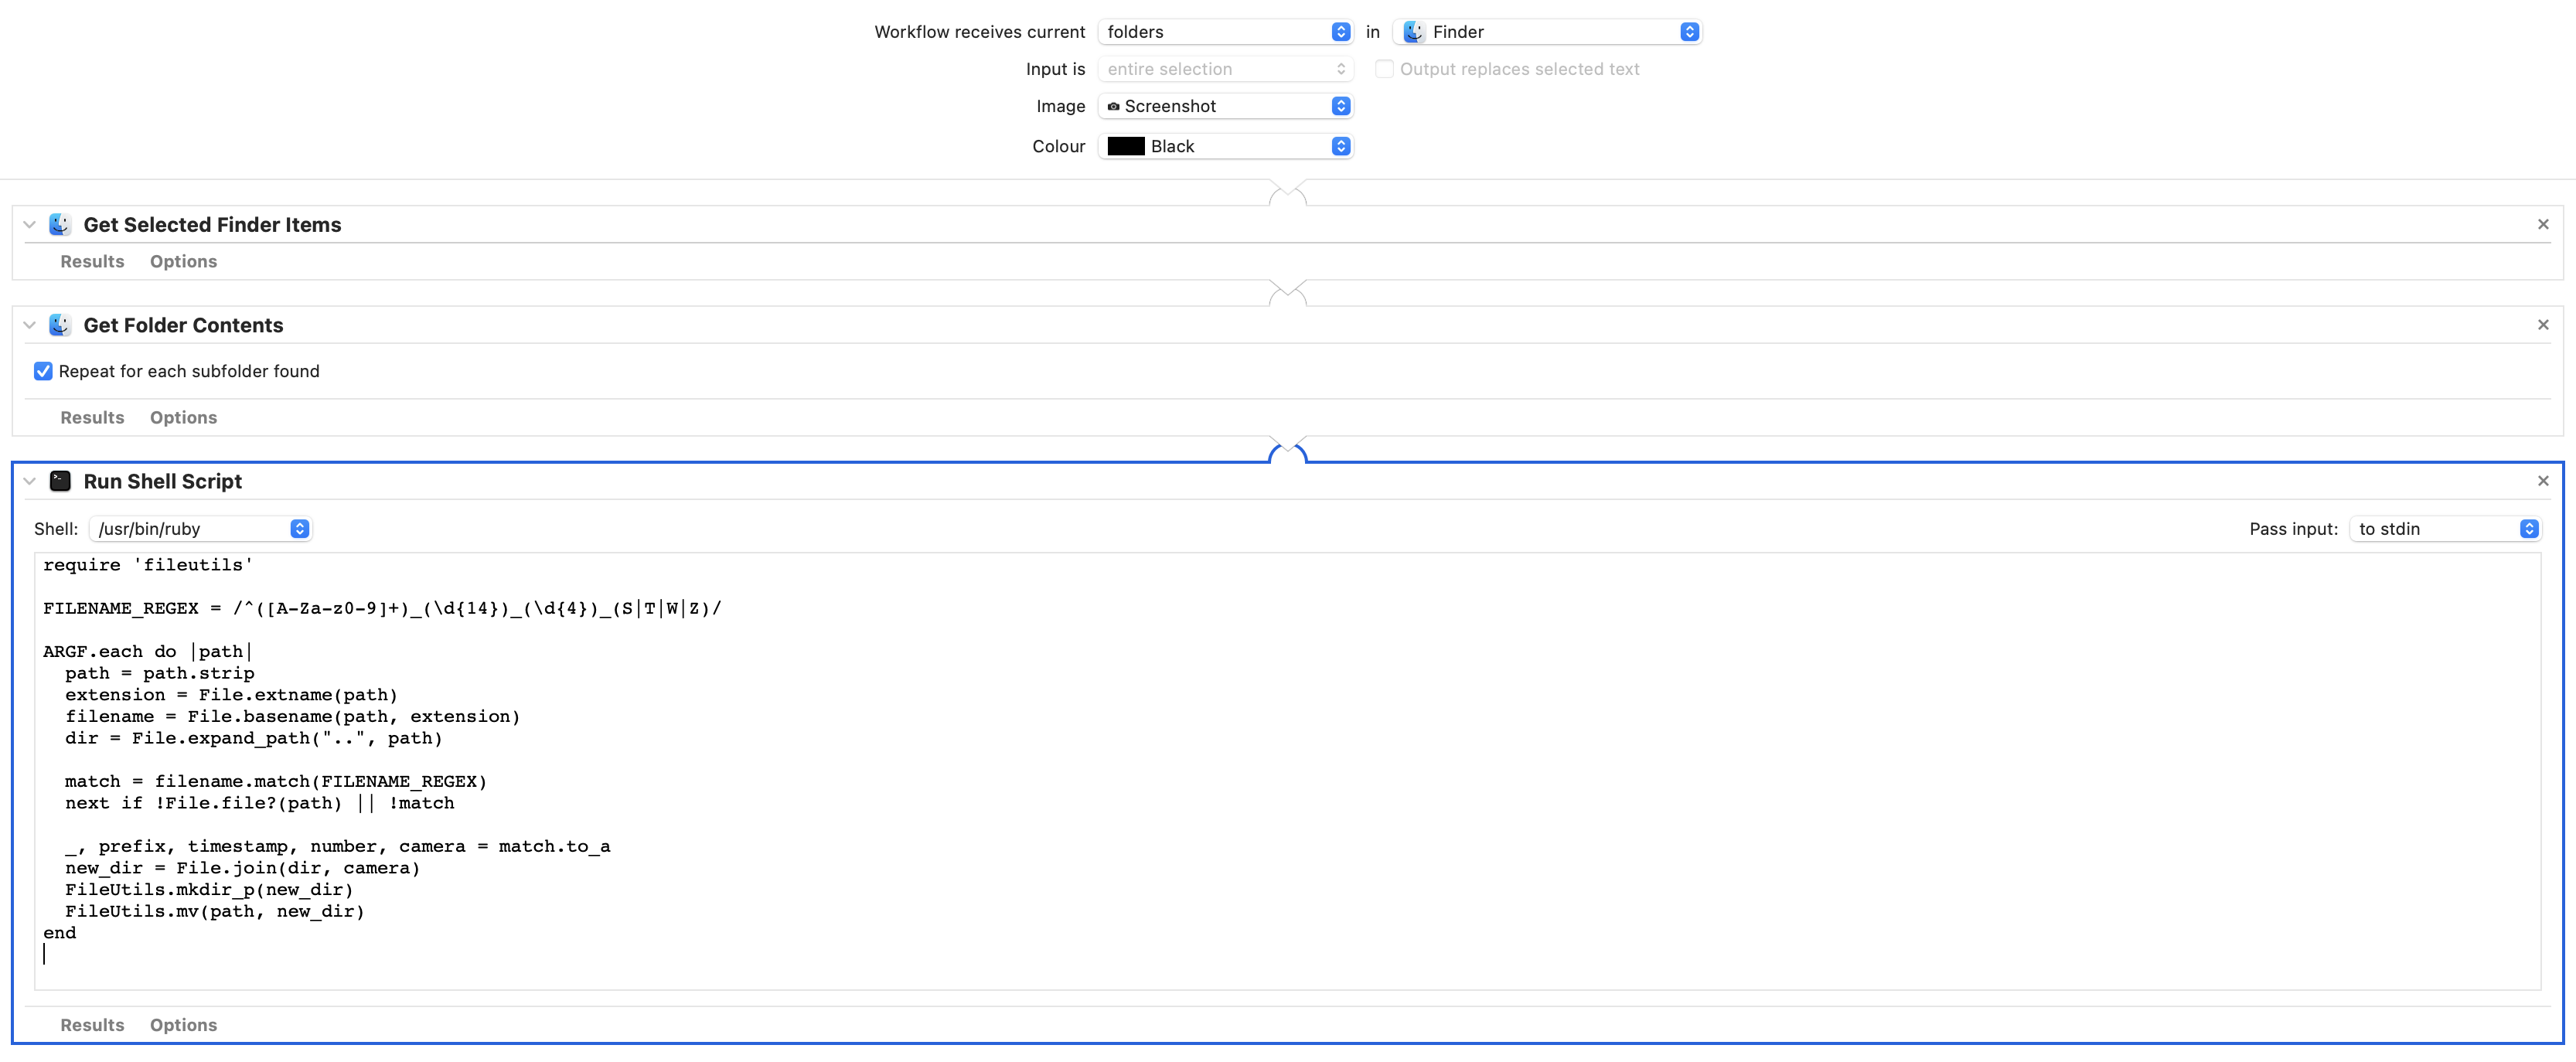 Workflow receives current folders in Finder
Input is entire selection Output replaces selected text
Image Screenshot
Colour Black
Get Selected Finder Items
Results Options
Get Folder Contents
Repeat for each subfolder found
Results Options
Run Shell Script
Shell: /usr/bin/ruby Pass input: to stdin
require 'fileutils'
FILENAME_REGEX = /^([A-Za-z0-9]+)_(\d{14})_(\d{4})_(S|T|W|Z)/
ARGF.each do |path|
  path = path.strip
  extension = File.extname(path)
  filename = File.basename(path, extension)
  dir = File.expand_path("..", path)
  match = filename.match(FILENAME_REGEX)
  next if !File.file?(path) || !match
  _, prefix, timestamp, number, camera = match.to_a
  new_dir = File.join(dir, camera)
  FileUtils.mkdir_p(new_dir)
  FileUtils.mv(path, new_dir)
end
Results Options